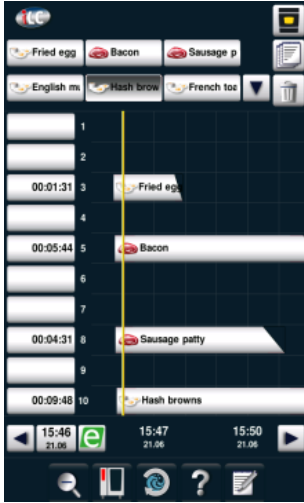 iLC
Fried egg Bacon Sausage p
English mu Hash brow French toa
1
2
00:01:31 3 Fried egg
4
00:05:44 5 Bacon
6
7
00:04:31 8 Sausage patty
9
00:09:48 10 Hash browns
15:46 e 15:47 15:50
21.06 21.06 21.06
?